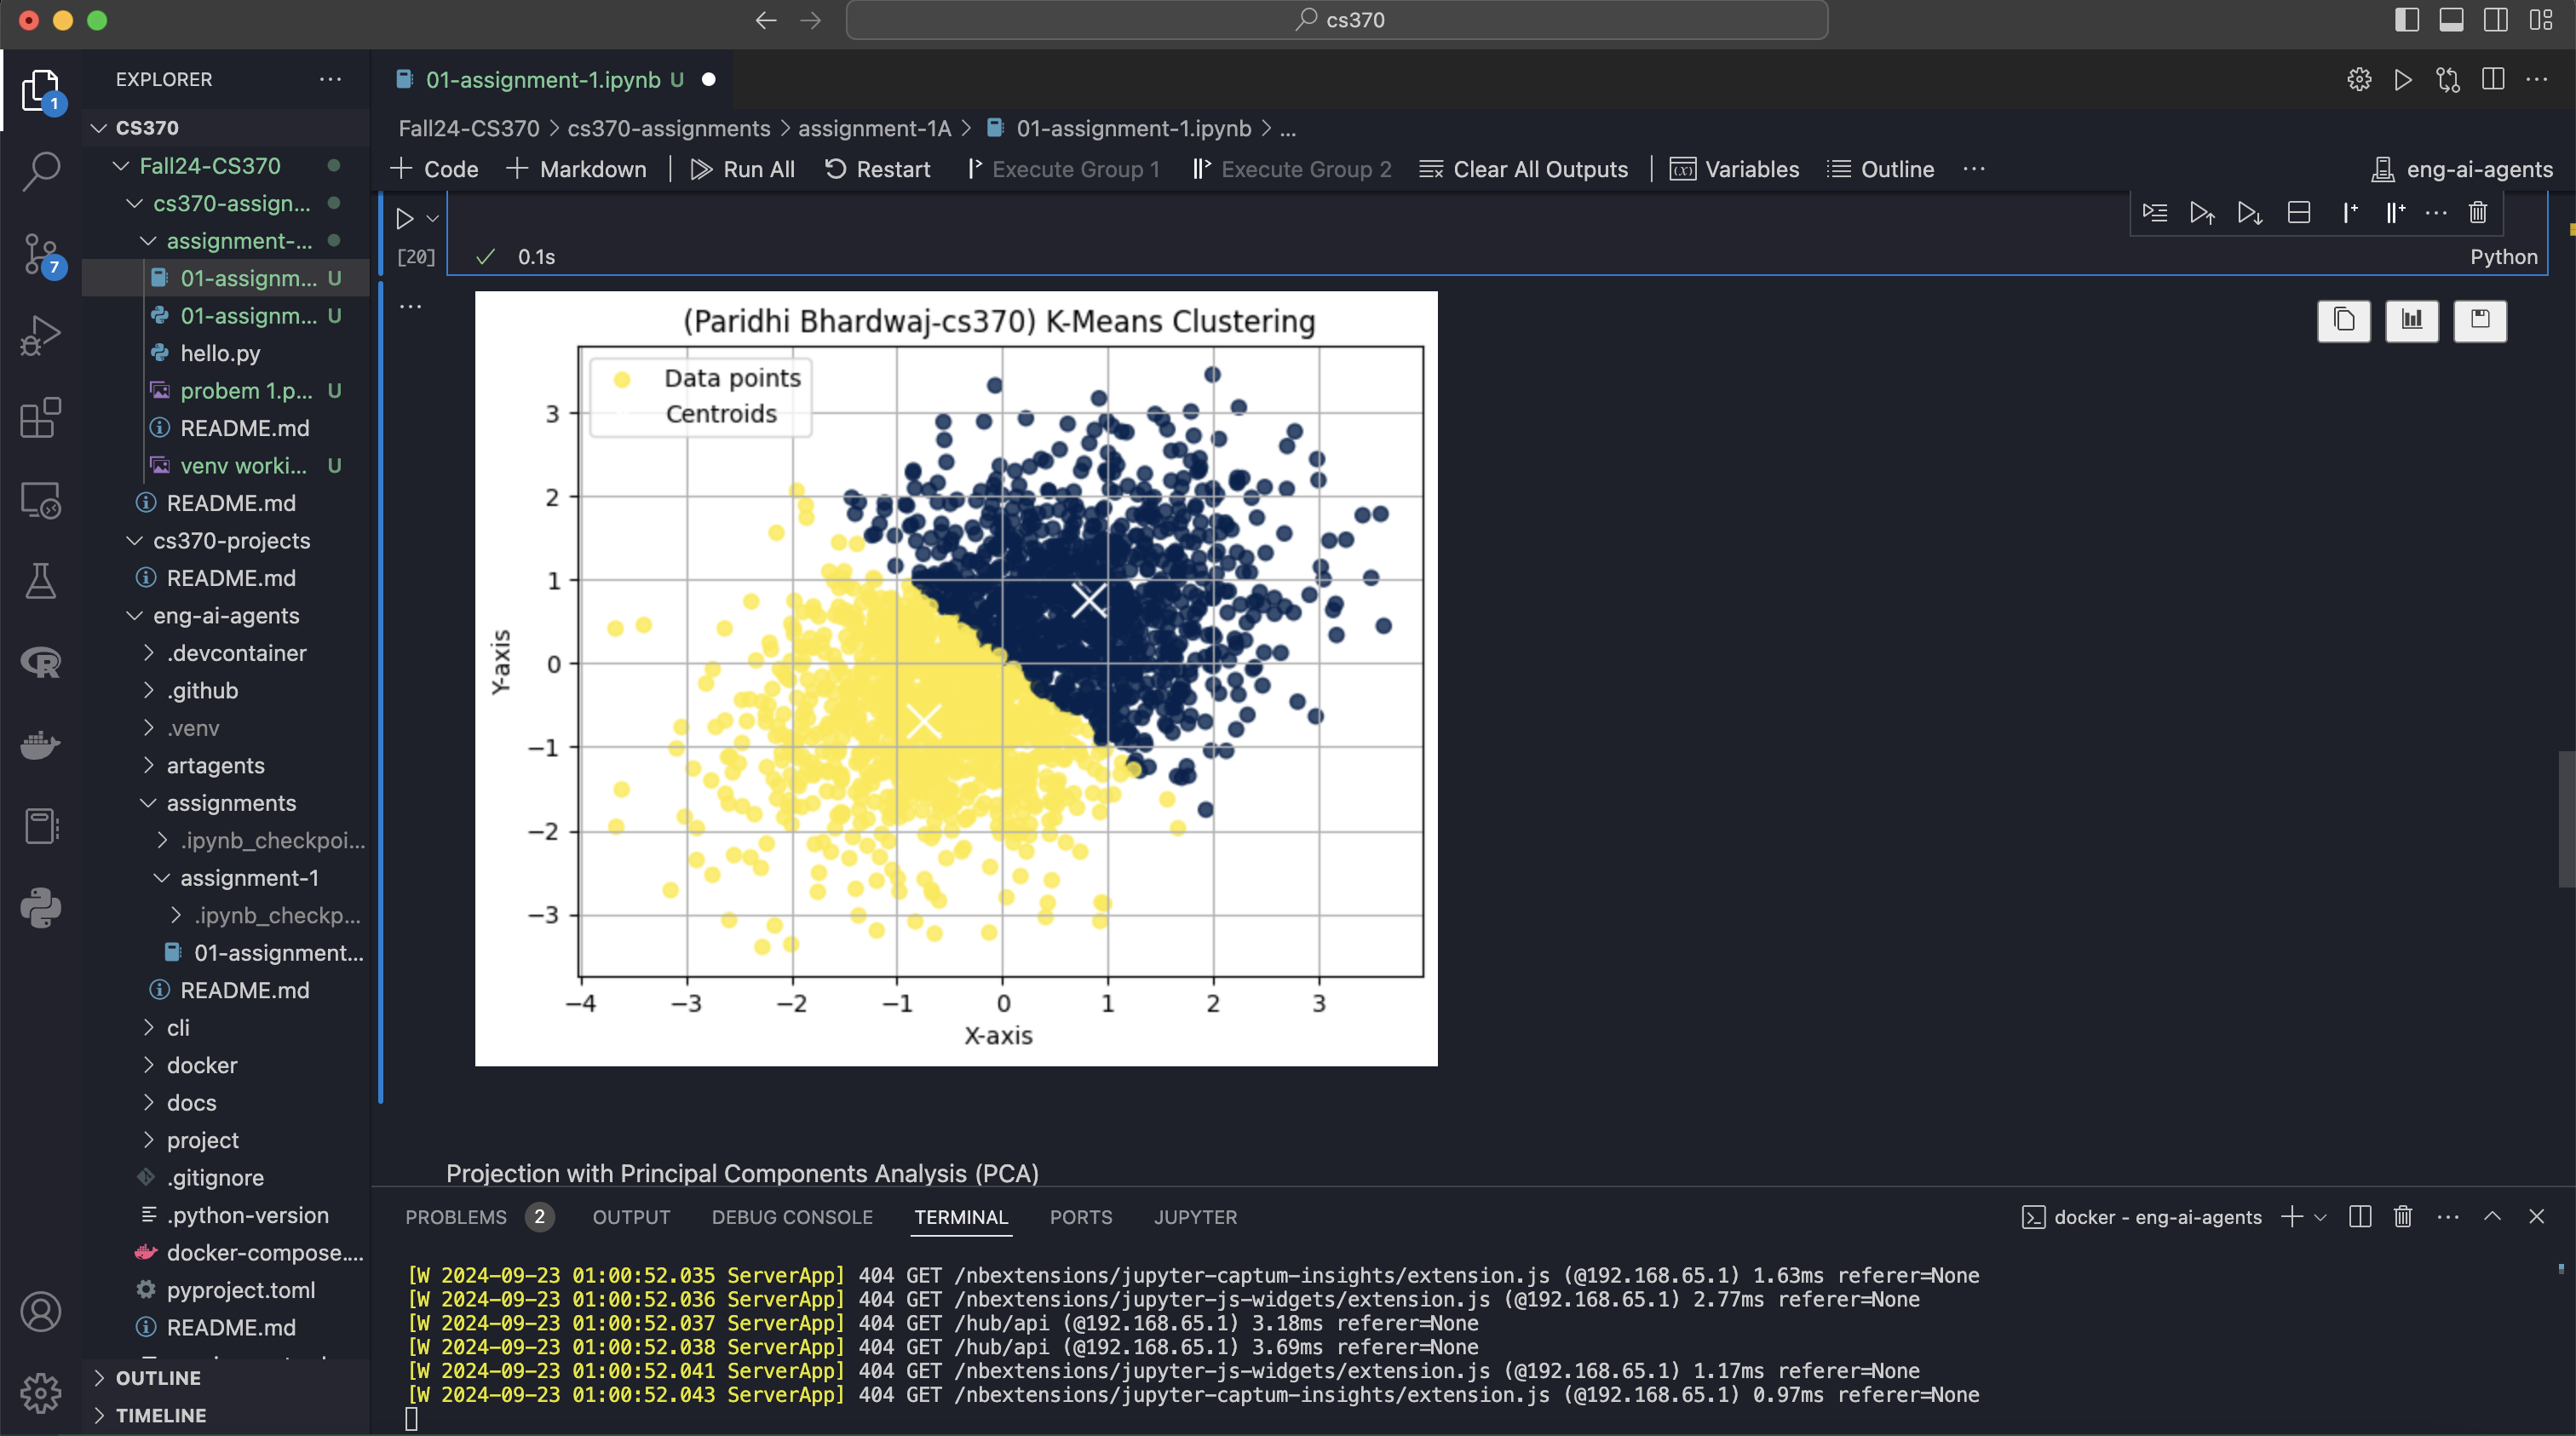 cs370
EXPLORER
1
CS370
Fall24-CS370
cs370-assign...
assignment-...
01-assignm... U
01-assignm... U
hello.py
probem 1.p... U
README.md
venv worki... U
README.md
cs370-projects
README.md
eng-ai-agents
.devcontainer
.github
.venv
artagents
assignments
.ipynb_checkpoi...
assignment-1
.ipynb_checkp...
01-assignment...
README.md
cli
docker
docs
project
.gitignore
.python-version
docker-compose....
pyproject.toml
README.md
OUTLINE
TIMELINE
7
01-assignment-1.ipynb U
Fall24-CS370 > cs370-assignments > assignment-1A > 01-assignment-1.ipynb > ...
Code Markdown Run All Restart Execute Group 1 Execute Group 2 Clear All Outputs Variables Outline ... eng-ai-agents
[20] 0.1s Python
(Paridhi Bhardwaj-cs370) K-Means Clustering
Data points
Centroids
Y-axis
3
2
1
0
−1
−2
−3
−4 −3 −2 −1 0 1 2 3
X-axis
Projection with Principal Components Analysis (PCA)
PROBLEMS 2 OUTPUT DEBUG CONSOLE TERMINAL PORTS JUPYTER docker - eng-ai-agents
[W 2024-09-23 01:00:52.035 ServerApp] 404 GET /nbextensions/jupyter-captum-insights/extension.js (@192.168.65.1) 1.63ms referer=None
[W 2024-09-23 01:00:52.036 ServerApp] 404 GET /nbextensions/jupyter-js-widgets/extension.js (@192.168.65.1) 2.77ms referer=None
[W 2024-09-23 01:00:52.037 ServerApp] 404 GET /hub/api (@192.168.65.1) 3.18ms referer=None
[W 2024-09-23 01:00:52.038 ServerApp] 404 GET /hub/api (@192.168.65.1) 3.69ms referer=None
[W 2024-09-23 01:00:52.041 ServerApp] 404 GET /nbextensions/jupyter-js-widgets/extension.js (@192.168.65.1) 1.17ms referer=None
[W 2024-09-23 01:00:52.043 ServerApp] 404 GET /nbextensions/jupyter-captum-insights/extension.js (@192.168.65.1) 0.97ms referer=None